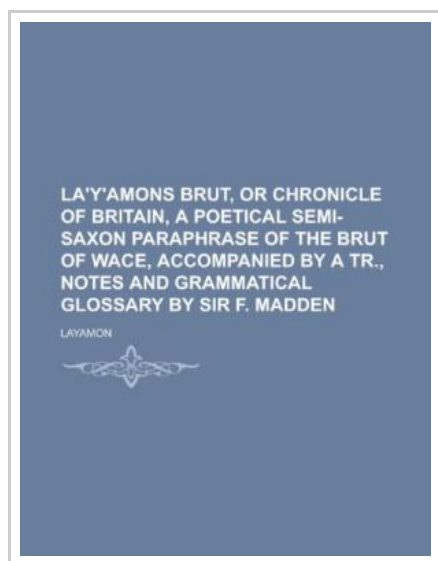 LA'Y'AMONS BRUT, OR CHRONICLE
OF BRITAIN, A POETICAL SEMI-
SAXON PARAPHRASE OF THE BRUT
OF WACE, ACCOMPANIED BY A TR.,
NOTES AND GRAMMATICAL
GLOSSARY BY SIR F. MADDEN
LAYAMON